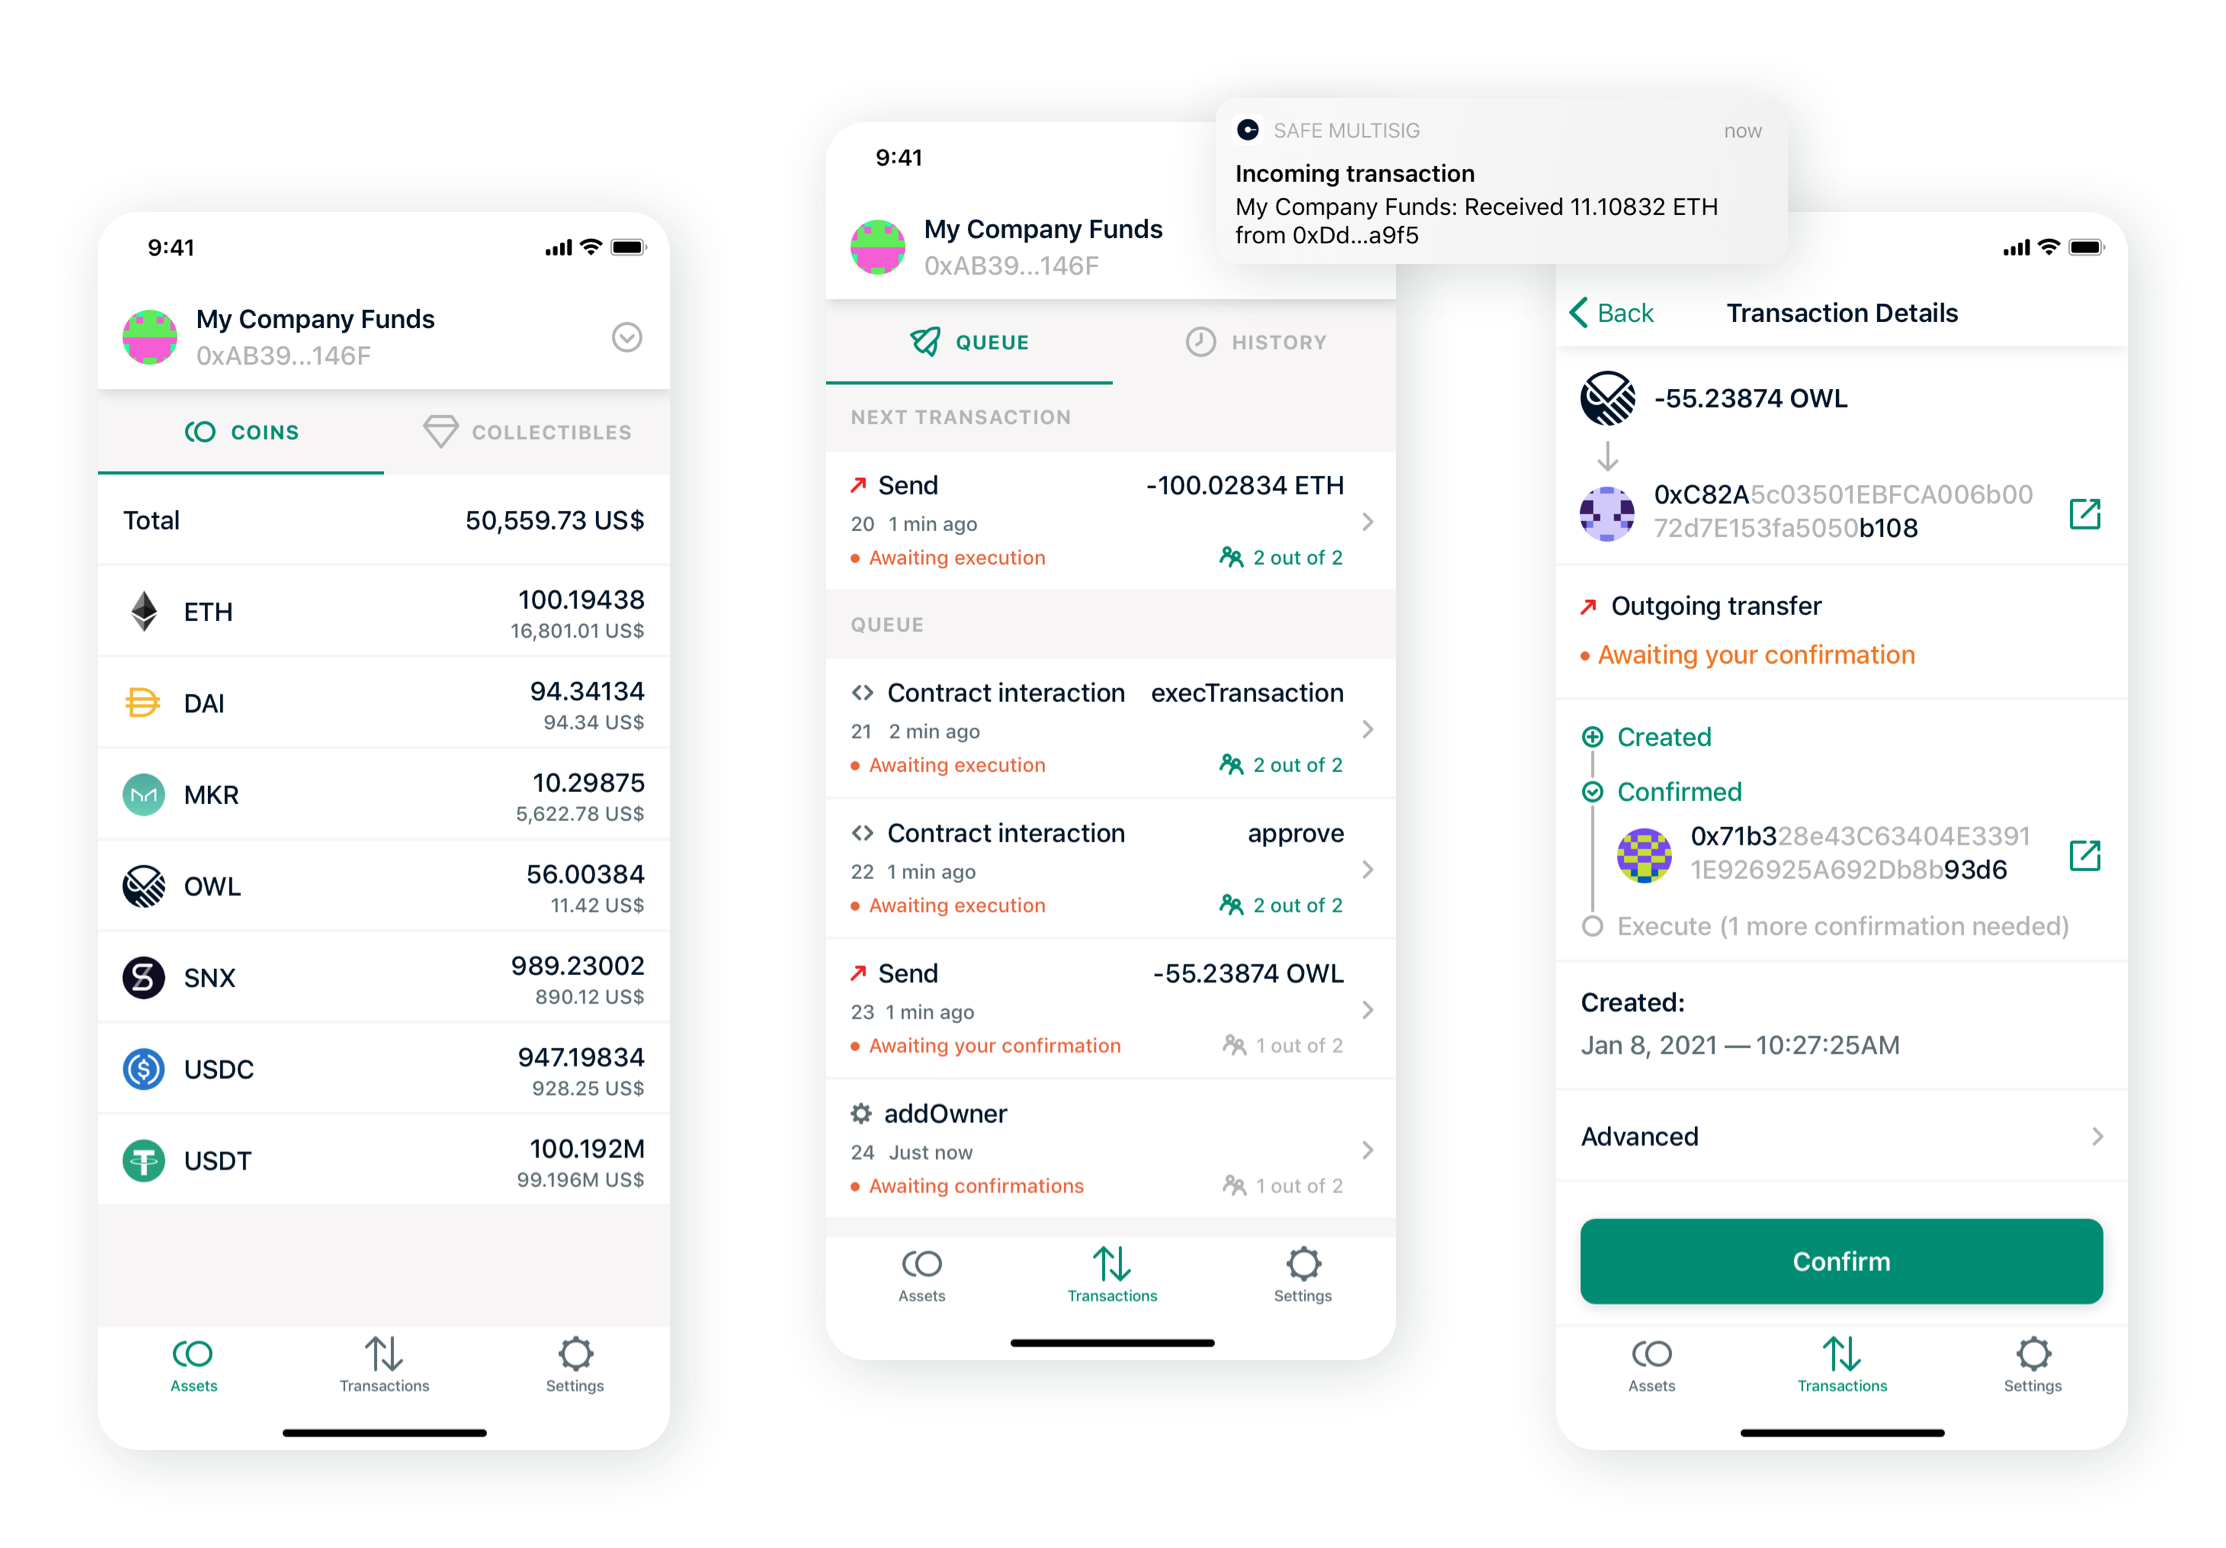 9:41
My Company Funds
0xAB39...146F
COINS
COLLECTIBLES
Total
50,559.73 US$
ETH
100.19438
16,801.01 US$
DAI
94.34134
94.34 US$
MKR
10.29875
5,622.78 US$
OWL
56.00384
11.42 US$
SNX
989.23002
890.12 US$
USDC
947.19834
928.25 US$
USDT
100.192M
99.196M US$
Assets
Transactions
Settings
9:41
My Company Funds
0xAB39...146F
QUEUE
HISTORY
NEXT TRANSACTION
Send
-100.02834 ETH
20 1 min ago
Awaiting execution
2 out of 2
QUEUE
Contract interaction
execTransaction
21 2 min ago
Awaiting execution
2 out of 2
Contract interaction
approve
22 1 min ago
Awaiting execution
2 out of 2
Send
-55.23874 OWL
23 1 min ago
Awaiting your confirmation
1 out of 2
addOwner
24 Just now
Awaiting confirmations
1 out of 2
Assets
Transactions
Settings
SAFE MULTISIG
now
Incoming transaction
My Company Funds: Received 11.10832 ETH
from 0xDd...a9f5
Back
Transaction Details
-55.23874 OWL
0xC82A5c03501EBFCA006b00
72d7E153fa5050b108
Outgoing transfer
Awaiting your confirmation
Created
Confirmed
0x71b328e43C63404E3391
1E926925A692Db8b93d6
Execute (1 more confirmation needed)
Created:
Jan 8, 2021 — 10:27:25AM
Advanced
Confirm
Assets
Transactions
Settings